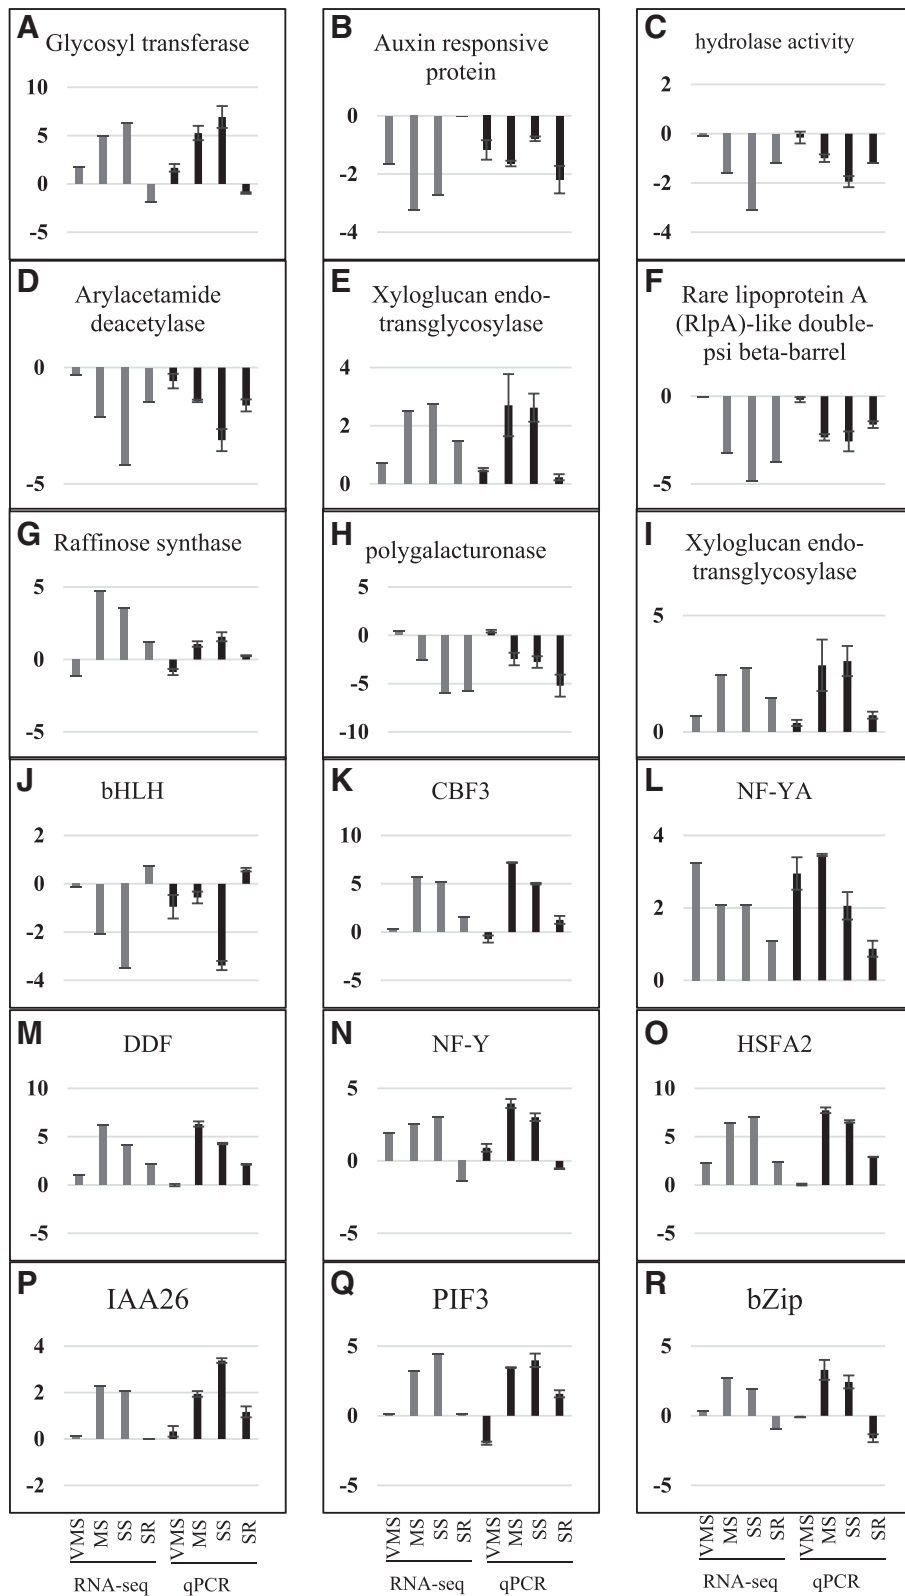 A
Glycosyl transferase
10
5
0
-5
B
Auxin responsive
protein
0
-2
-4
C
hydrolase activity
2
0
-2
-4
D
Arylacetamide
deacetylase
0
-5
E
Xyloglucan endo-
transglycosylase
4
2
0
F
Rare lipoprotein A
(RlpA)-like double-
psi beta-barrel
0
-5
G
Raffinose synthase
5
0
-5
H
polygalacturonase
5
0
-5
-10
I
Xyloglucan endo-
transglycosylase
5
0
J
bHLH
2
0
-2
-4
K
CBF3
10
5
0
-5
L
NF-YA
4
2
0
M
DDF
10
5
0
-5
N
NF-Y
5
0
-5
O
HSFA2
10
5
0
-5
P
IAA26
4
2
0
-2
VMS
MS
SS
SR
VMS
MS
SS
SR
RNA-seq qPCR
Q
PIF3
5
0
-5
VMS
MS
SS
SR
VMS
MS
SS
SR
RNA-seq qPCR
R
bZip
5
0
-5
VMS
MS
SS
SR
VMS
MS
SS
SR
RNA-seq qPCR